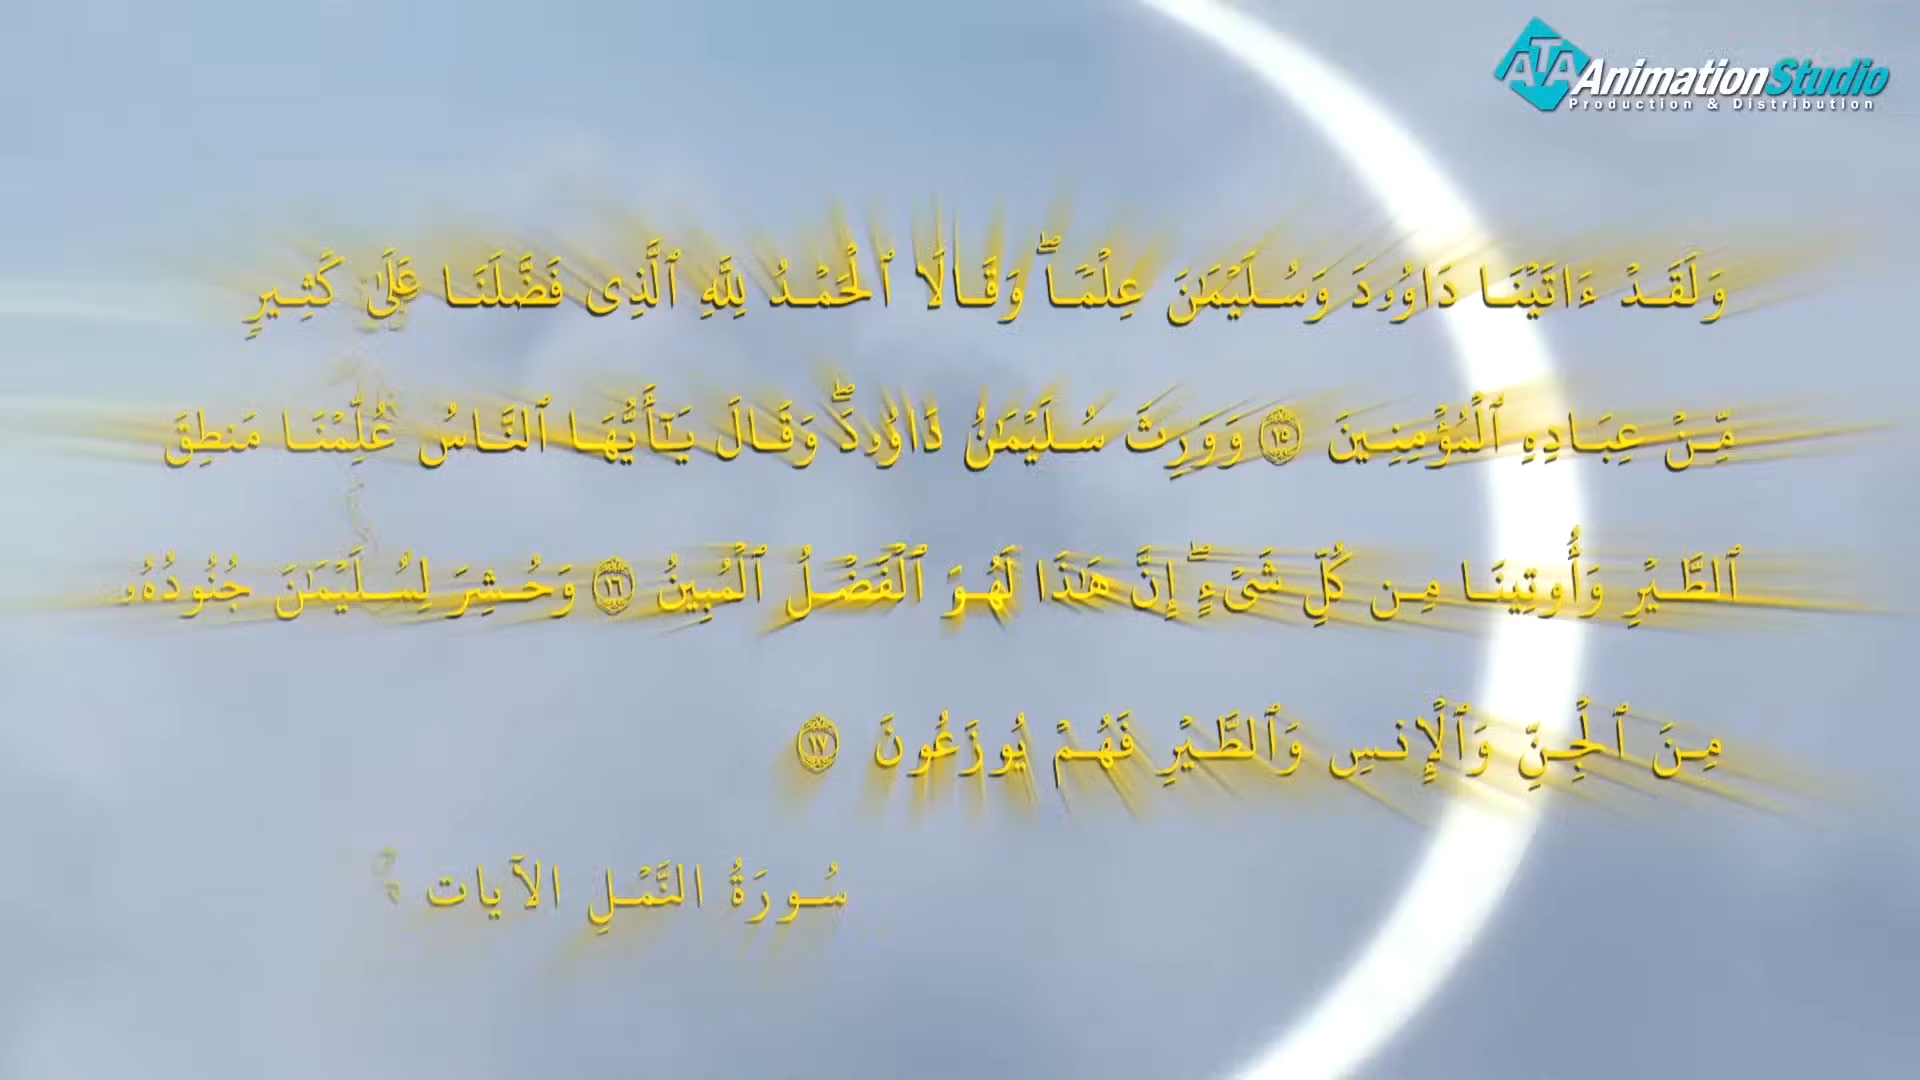 ATA AnimationStudio
Production & Distribution
وَلَقَدْ ءَاتَيْنَا دَاوُۥدَ وَسُلَيْمَٰنَ عِلْمًاۖ وَقَالَا ٱلْحَمْدُ لِلَّهِ ٱلَّذِى فَضَّلَنَا عَلَىٰ كَثِيرٍ
مِّنْ عِبَادِهِ ٱلْمُؤْمِنِينَ ١٥ وَوَرِثَ سُلَيْمَٰنُ دَاوُۥدَۖ وَقَالَ يَٰٓأَيُّهَا ٱلنَّاسُ عُلِّمْنَا مَنطِقَ
ٱلطَّيْرِ وَأُوتِينَا مِن كُلِّ شَىْءٍۖ إِنَّ هَٰذَا لَهُوَ ٱلْفَضْلُ ٱلْمُبِينُ ١٦ وَحُشِرَ لِسُلَيْمَٰنَ جُنُودُهُۥ
مِنَ ٱلْجِنِّ وَٱلْإِنسِ وَٱلطَّيْرِ فَهُمْ يُوزَعُونَ ١٧
سُورَةُ النَّمْلِ الآيات